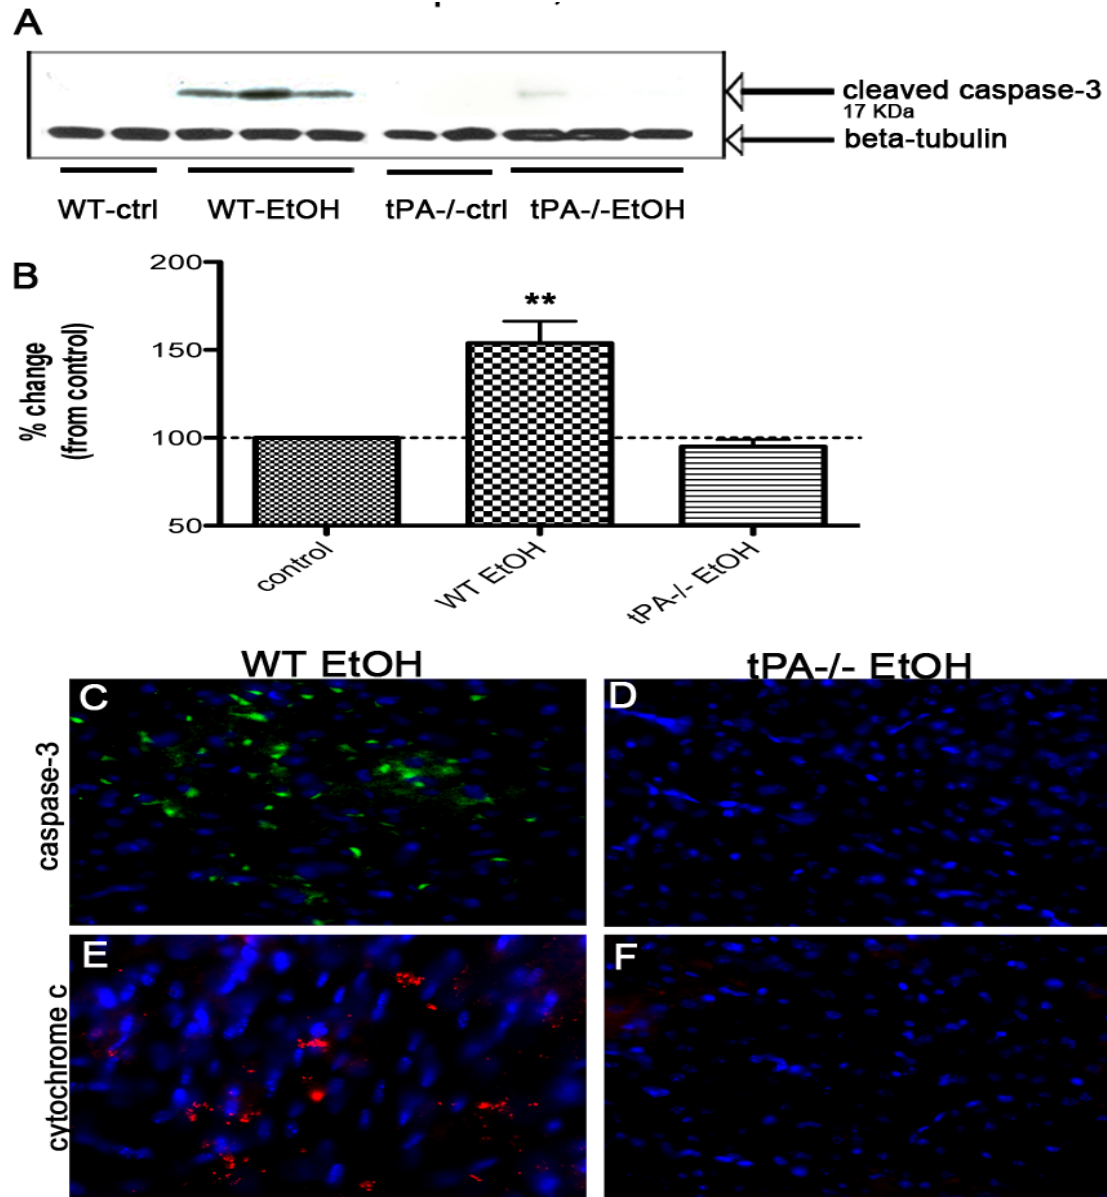 A
cleaved caspase-3
17 KDa
beta-tubulin
WT-ctrl
WT-EtOH
tPA-/-ctrl
tPA-/-EtOH
B
% change
(from control)
200
150
100
50
**
control
WT EtOH
tPA-/- EtOH
WT EtOH
tPA-/- EtOH
caspase-3
C
D
cytochrome c
E
F